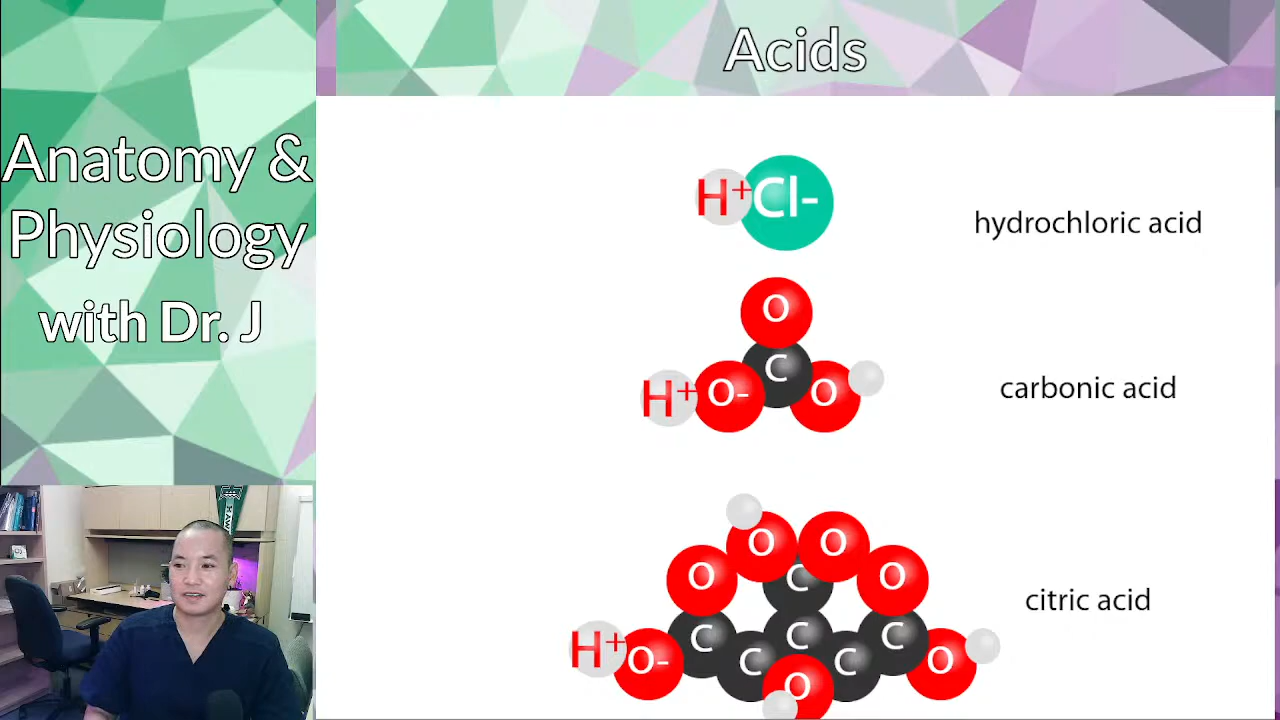 Acids
Anatomy &
Physiology
with Dr. J
H+ Cl-
hydrochloric acid
O
C
H+ O- O
carbonic acid
O O
O C O
citric acid
C C C
H+ O- C C O
O